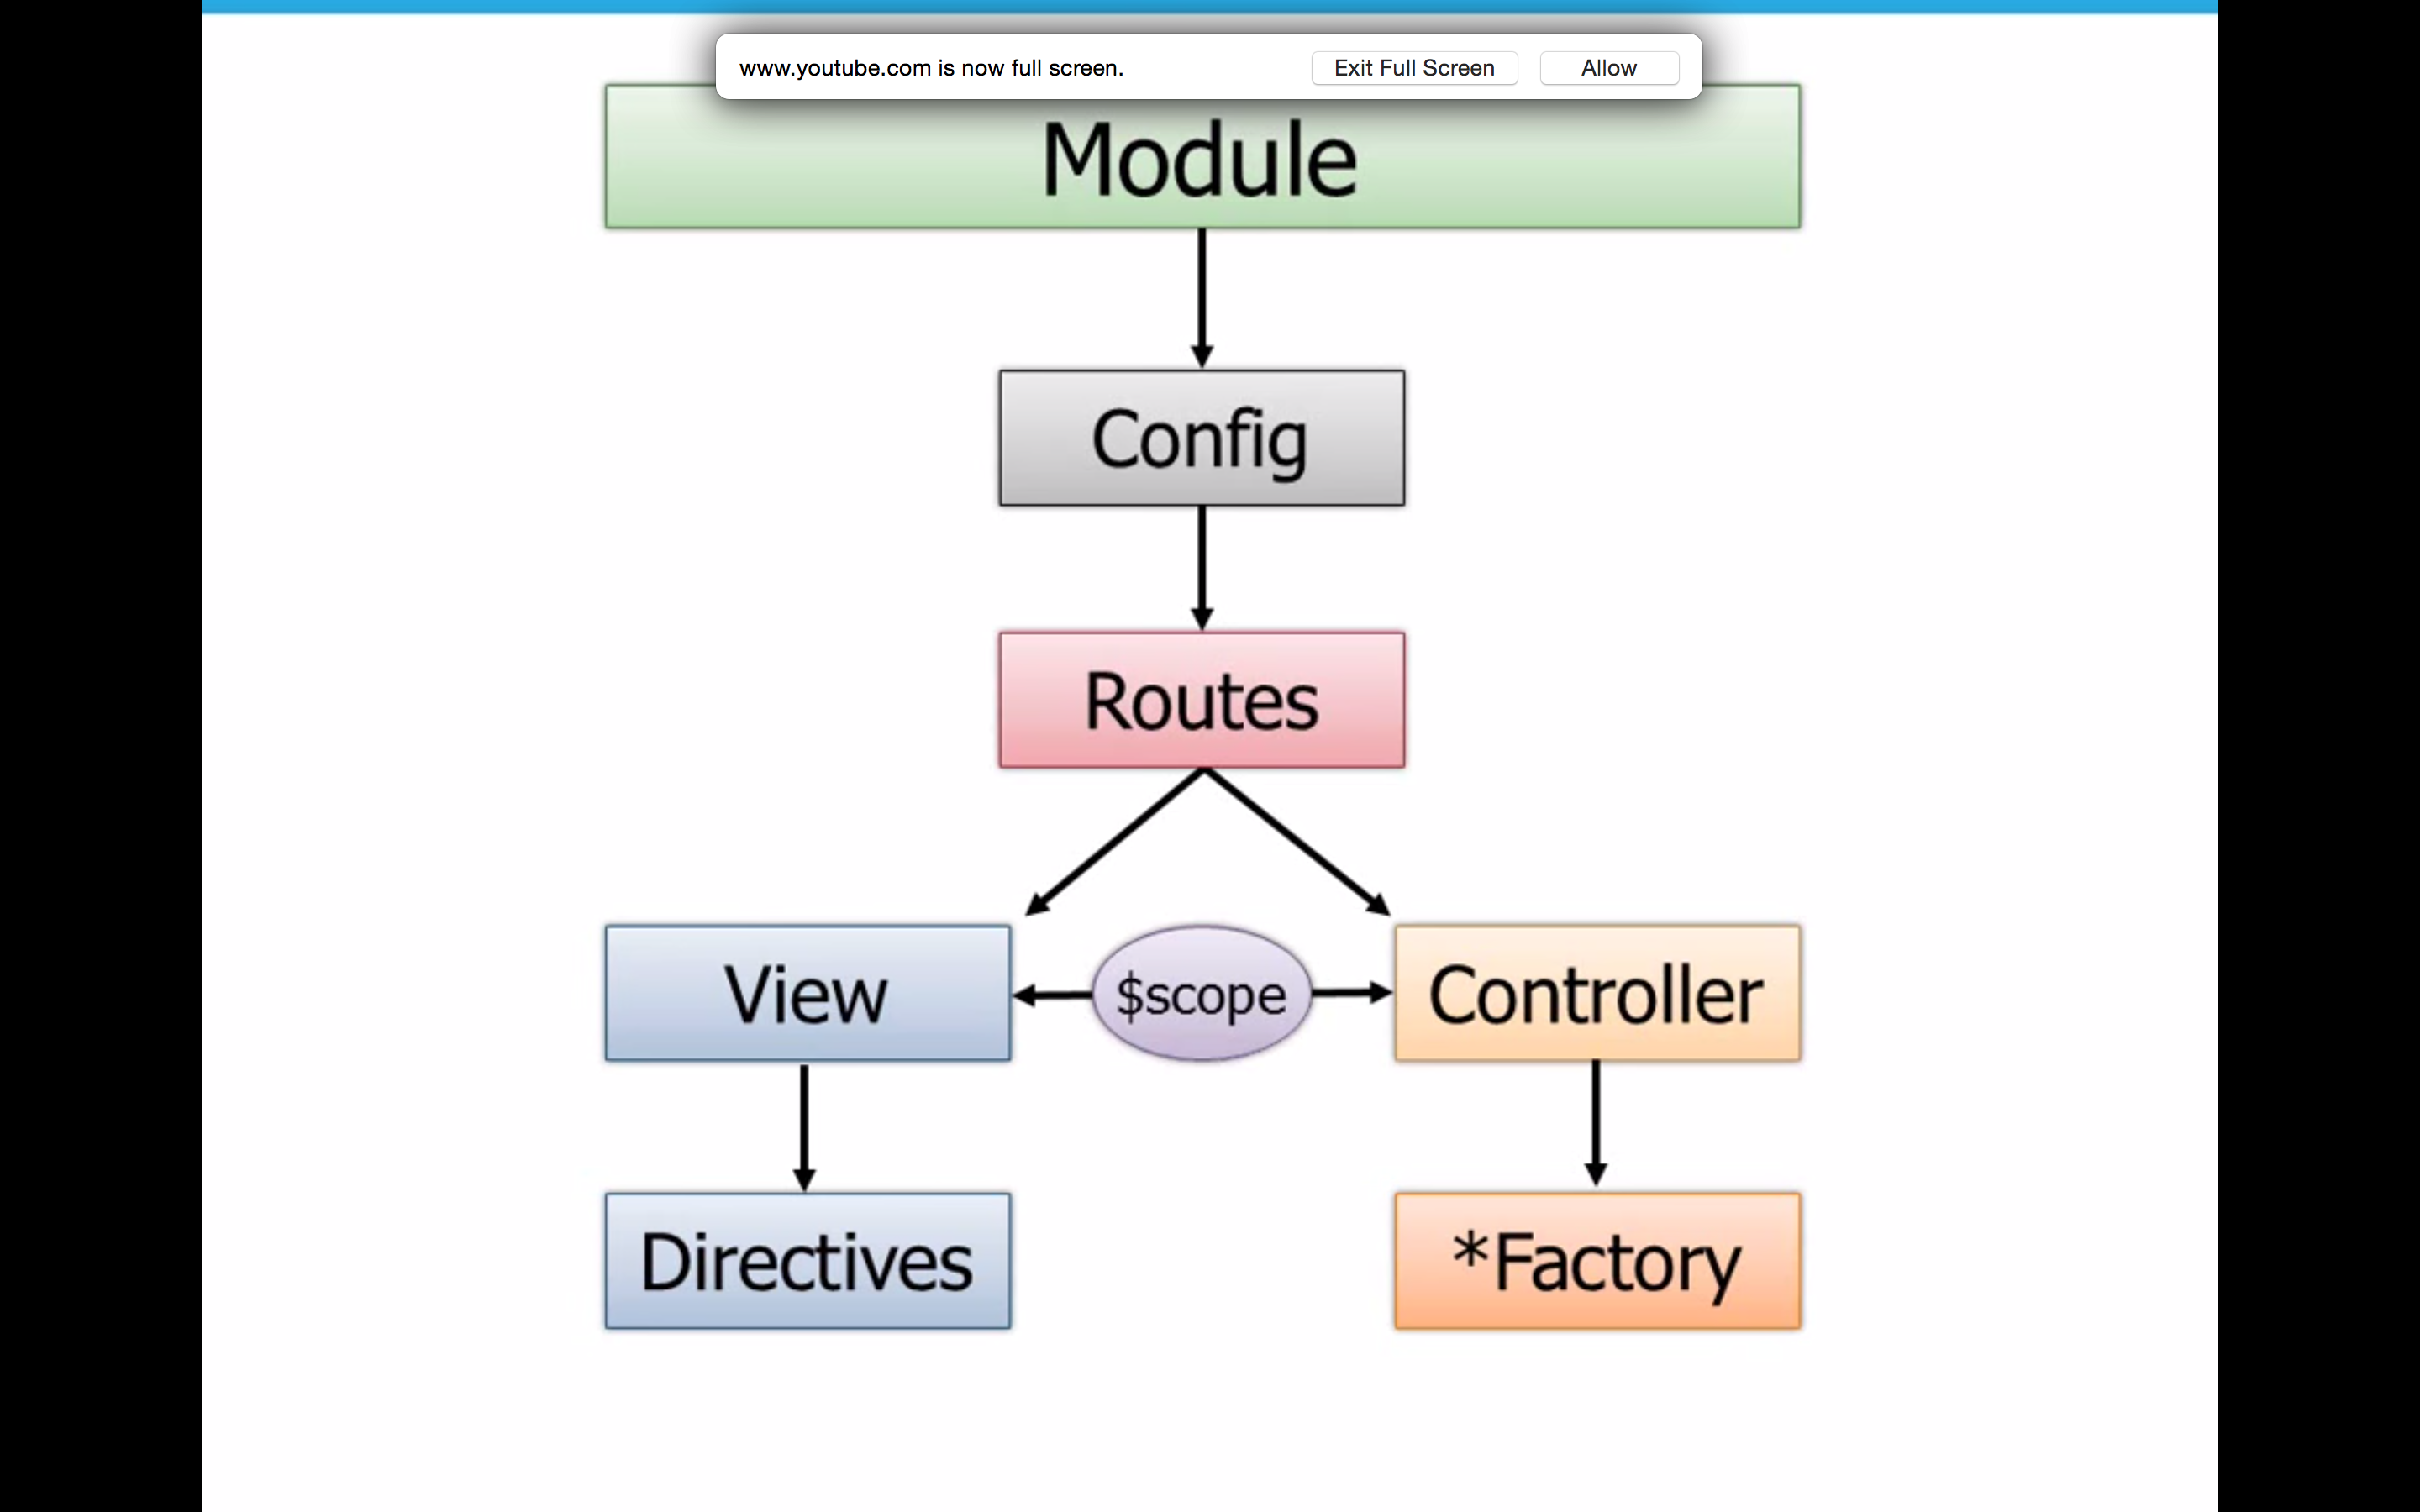 www.youtube.com is now full screen. Exit Full Screen Allow
Module
Config
Routes
View $scope Controller
Directives *Factory